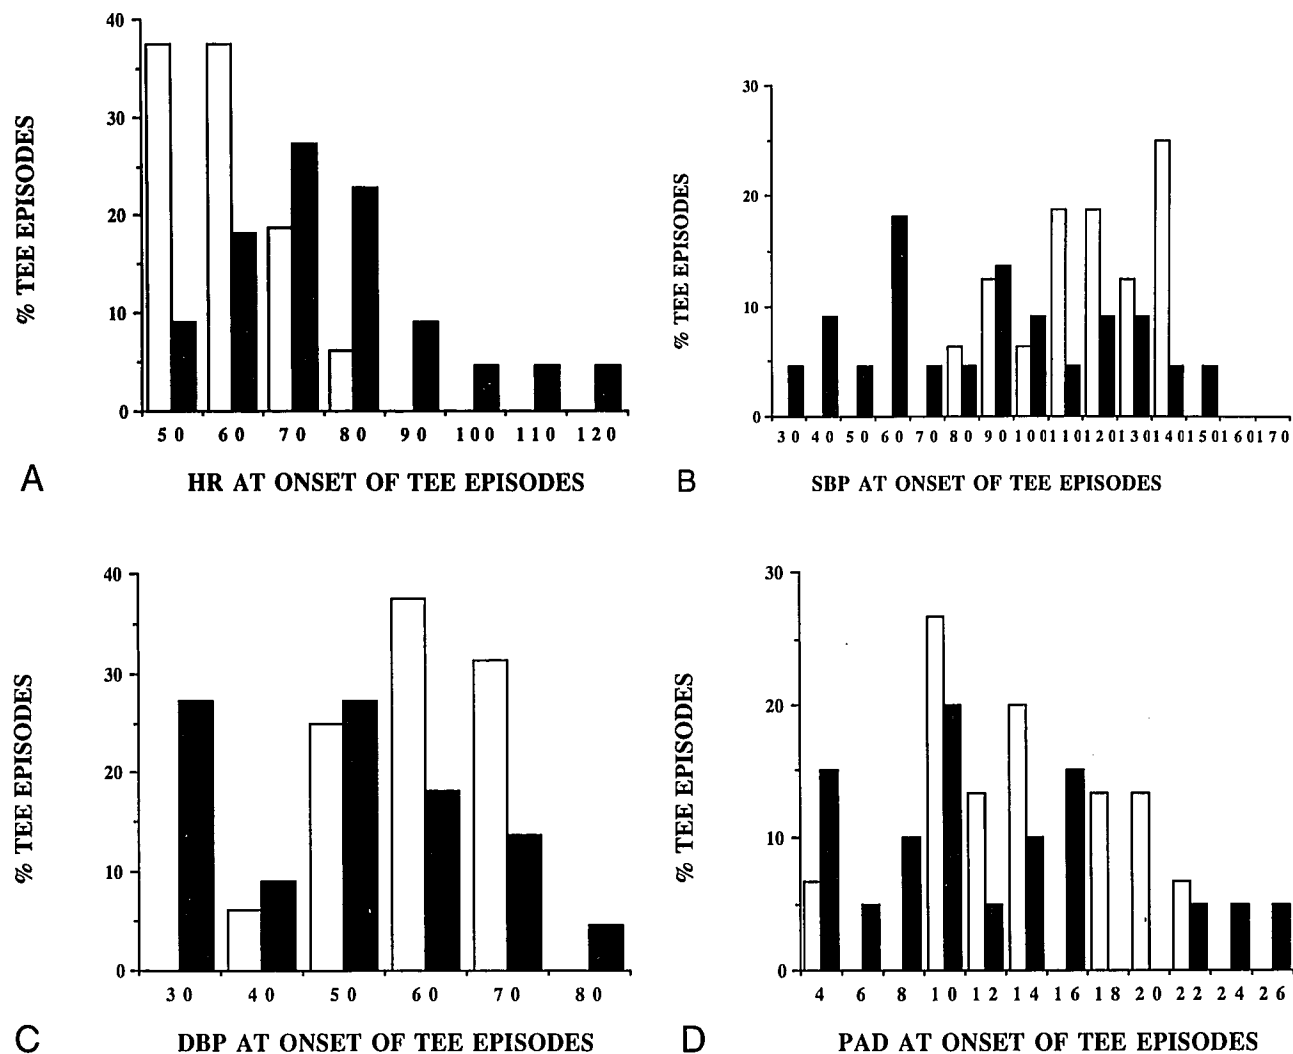 40
30
20
10
0
% TEE EPISODES
50 60 70 80 90 100 110 120
A HR AT ONSET OF TEE EPISODES
30
20
10
0
% TEE EPISODES
30 40 50 60 70 80 90 100 110 120 130 140 150 160 170
B SBP AT ONSET OF TEE EPISODES
40
30
20
10
0
% TEE EPISODES
30 40 50 60 70 80
C DBP AT ONSET OF TEE EPISODES
30
20
10
0
% TEE EPISODES
4 6 8 10 12 14 16 18 20 22 24 26
D PAD AT ONSET OF TEE EPISODES